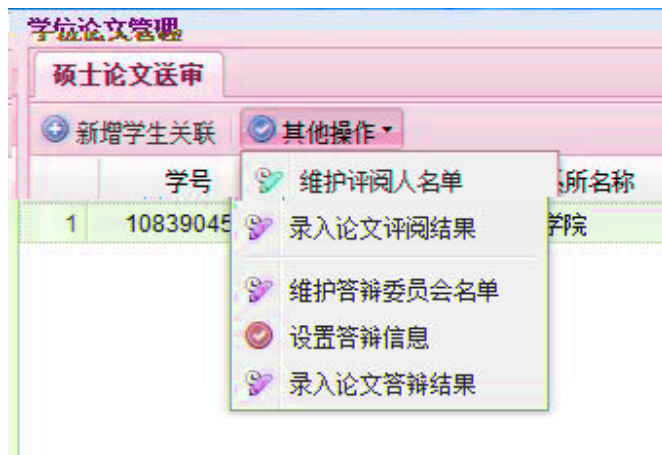 学位论文管理
硕士论文送审
新增学生关联 其他操作
学号 系所名称
1 10839045 学院
维护评阅人名单
录入论文评阅结果
维护答辩委员会名单
设置答辩信息
录入论文答辩结果